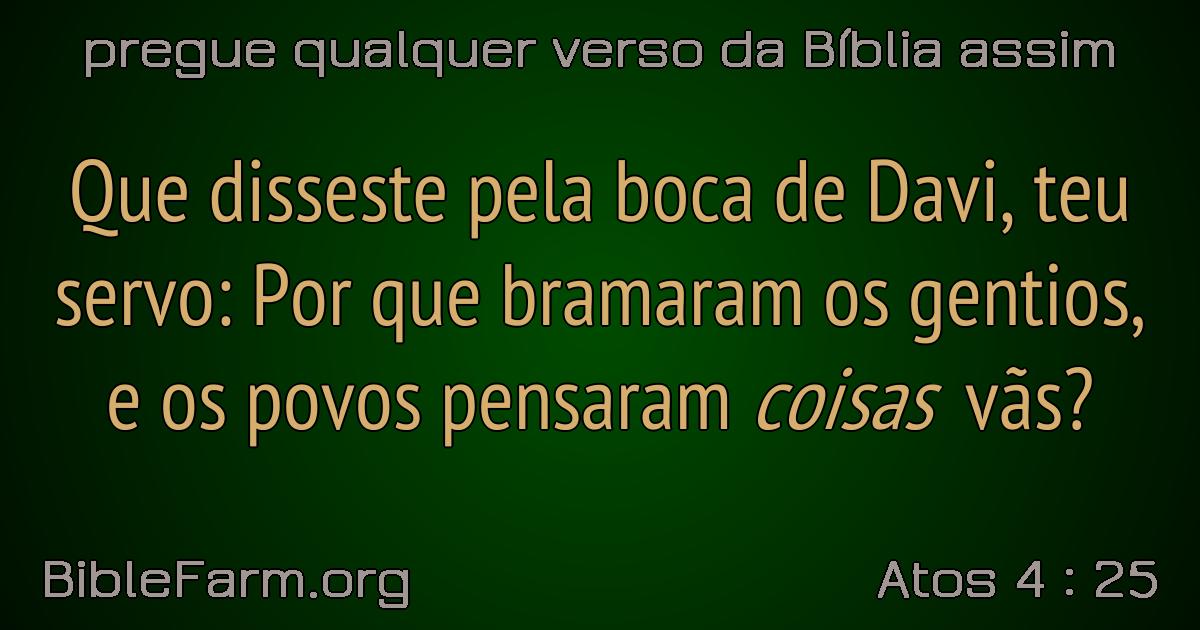 pregue qualquer verso da Bíblia assim
Que disseste pela boca de Davi, teu
servo: Por que bramaram os gentios,
e os povos pensaram coisas vãs?
BibleFarm.org
Atos 4 : 25